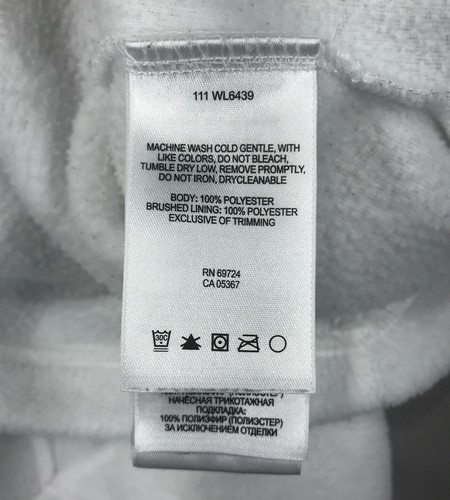 111 WL6439
MACHINE WASH COLD GENTLE, WITH
LIKE COLORS, DO NOT BLEACH,
TUMBLE DRY LOW, REMOVE PROMPTLY,
DO NOT IRON, DRYCLEANABLE
BODY: 100% POLYESTER
BRUSHED LINING: 100% POLYESTER
EXCLUSIVE OF TRIMMING
RN 69724
CA 05367
30C
НАЧЁСНАЯ ТРИКОТАЖНАЯ
ПОДКЛАДКА:
100% ПОЛИЭФИР (ПОЛИЭСТЕР)
ЗА ИСКЛЮЧЕНИЕМ ОТДЕЛКИ